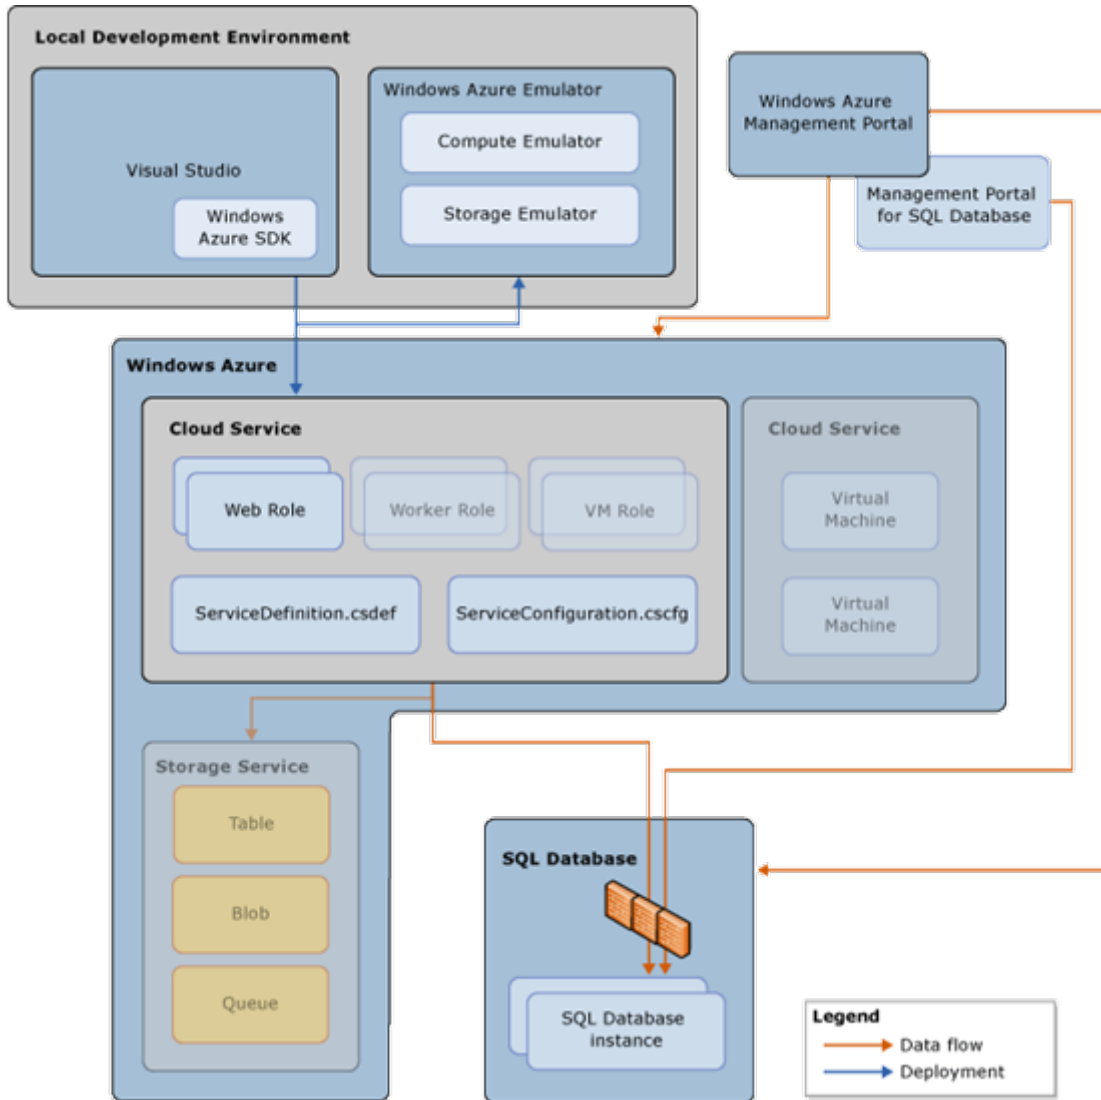 Local Development Environment
Visual Studio
Windows
Azure SDK
Windows Azure Emulator
Compute Emulator
Storage Emulator
Windows Azure
Management Portal
Management Portal
for SQL Database
Windows Azure
Cloud Service
Web Role
Worker Role
VM Role
ServiceDefinition.csdef
ServiceConfiguration.cscfg
Cloud Service
Virtual
Machine
Virtual
Machine
Storage Service
Table
Blob
Queue
SQL Database
SQL Database
instance
Legend
Data flow
Deployment